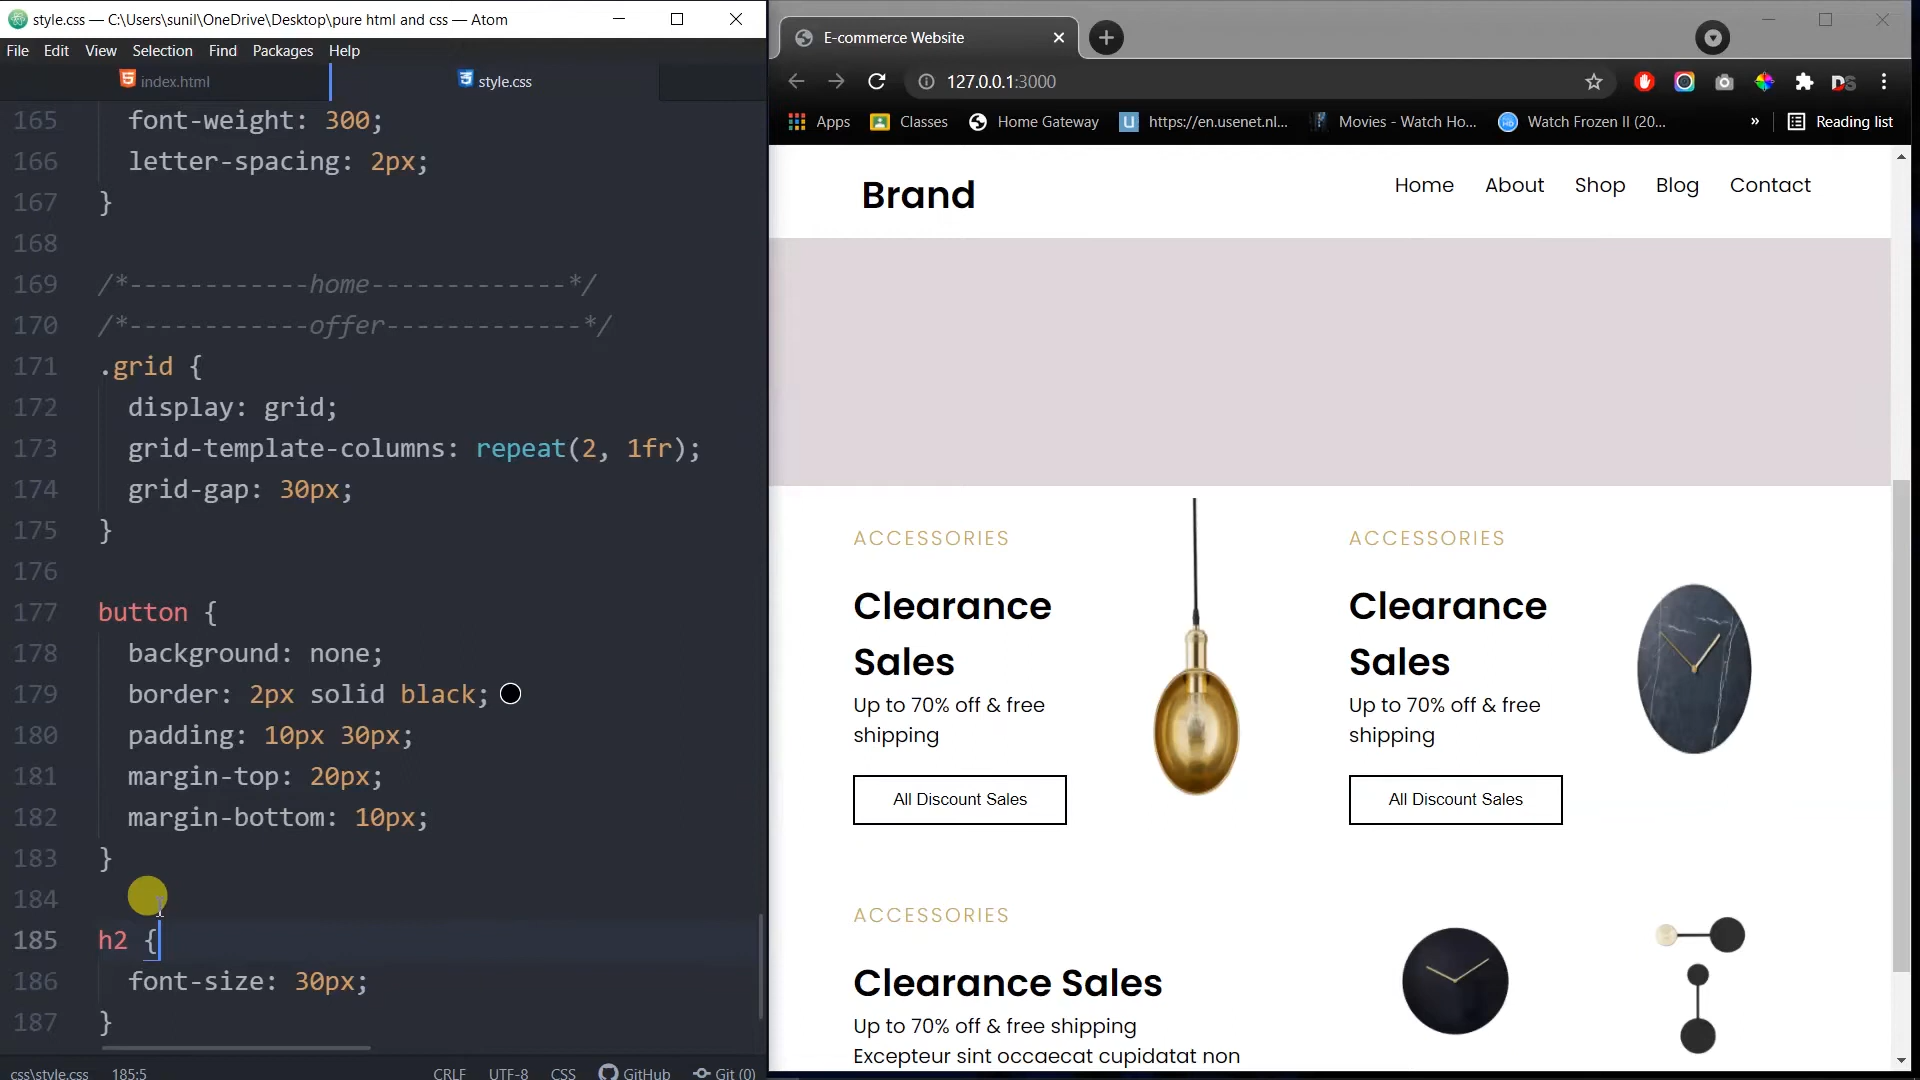 style.css — C:\Users\sunil\OneDrive\Desktop\pure html and css — Atom
File Edit View Selection Find Packages Help
index.html
style.css
165 font-weight: 300;
166 letter-spacing: 2px;
167 }
168
169 /*------------home-------------*/
170 /*------------offer-------------*/
171 .grid {
172 display: grid;
173 grid-template-columns: repeat(2, 1fr);
174 grid-gap: 30px;
175 }
176
177 button {
178 background: none;
179 border: 2px solid black;
180 padding: 10px 30px;
181 margin-top: 20px;
182 margin-bottom: 10px;
183 }
184
185 h2 {
186 font-size: 30px;
187 }
css\style.css 185:5 CRLF UTF-8 CSS GitHub Git (0)
E-commerce Website
127.0.0.1:3000
Apps Classes Home Gateway https://en.usenet.nl... Movies - Watch Ho... Watch Frozen II (20... » Reading list
Brand
Home About Shop Blog Contact
ACCESSORIES
Clearance
Sales
Up to 70% off & free
shipping
All Discount Sales
ACCESSORIES
Clearance
Sales
Up to 70% off & free
shipping
All Discount Sales
ACCESSORIES
Clearance Sales
Up to 70% off & free shipping
Excepteur sint occaecat cupidatat non